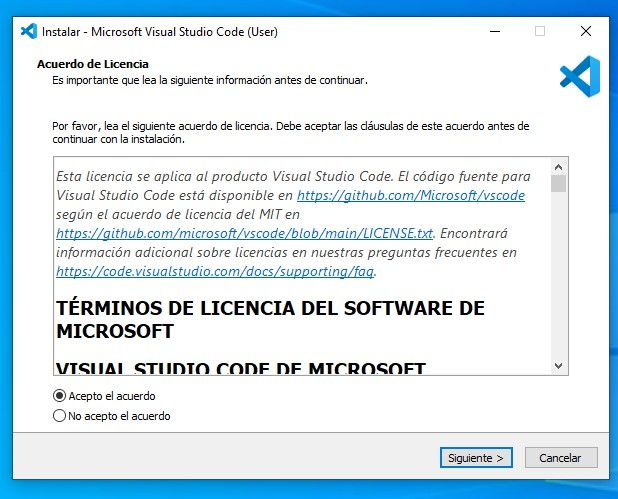 Instalar - Microsoft Visual Studio Code (User)
Acuerdo de Licencia
Es importante que lea la siguiente información antes de continuar.
Por favor, lea el siguiente acuerdo de licencia. Debe aceptar las cláusulas de este acuerdo antes de
continuar con la instalación.
Esta licencia se aplica al producto Visual Studio Code. El código fuente para
Visual Studio Code está disponible en https://github.com/Microsoft/vscode
según el acuerdo de licencia del MIT en
https://github.com/microsoft/vscode/blob/main/LICENSE.txt. Encontrará
información adicional sobre licencias en nuestras preguntas frecuentes en
https://code.visualstudio.com/docs/supporting/faq.
TÉRMINOS DE LICENCIA DEL SOFTWARE DE
MICROSOFT
VISUAL STUDIO CODE DE MICROSOFT
Acepto el acuerdo
No acepto el acuerdo
Siguiente >
Cancelar